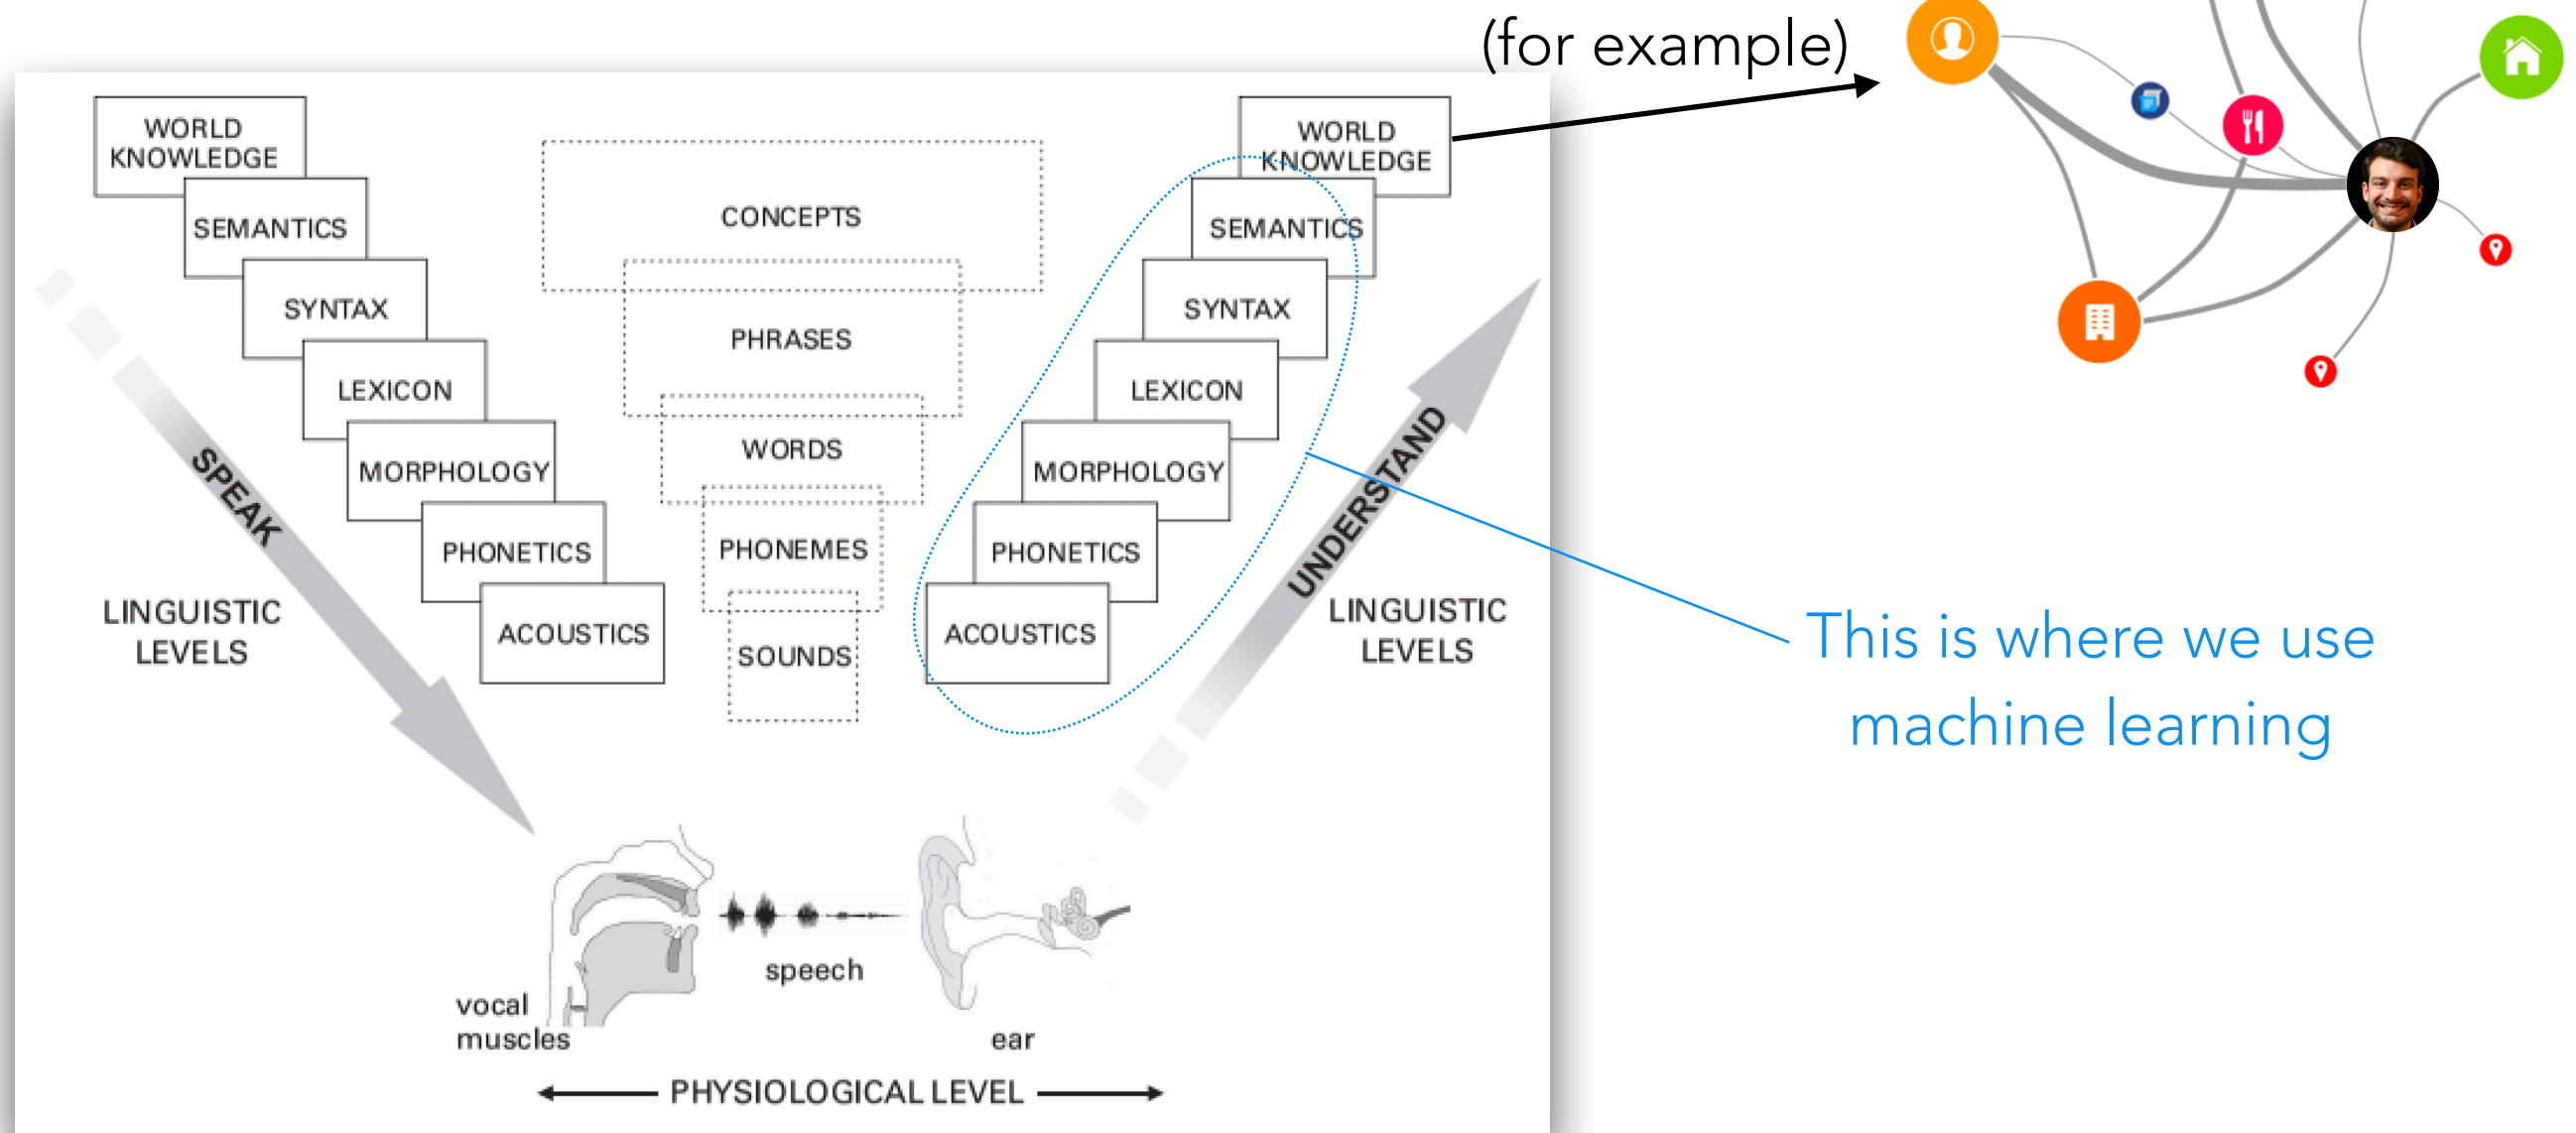 (for example)
WORLD
KNOWLEDGE
SEMANTICS
SYNTAX
LEXICON
MORPHOLOGY
PHONETICS
ACOUSTICS
SPEAK
LINGUISTIC
LEVELS
CONCEPTS
PHRASES
WORDS
PHONEMES
SOUNDS
WORLD
KNOWLEDGE
SEMANTICS
SYNTAX
LEXICON
MORPHOLOGY
PHONETICS
ACOUSTICS
UNDERSTAND
LINGUISTIC
LEVELS
This is where we use
machine learning
vocal
muscles
speech
ear
PHYSIOLOGICAL LEVEL